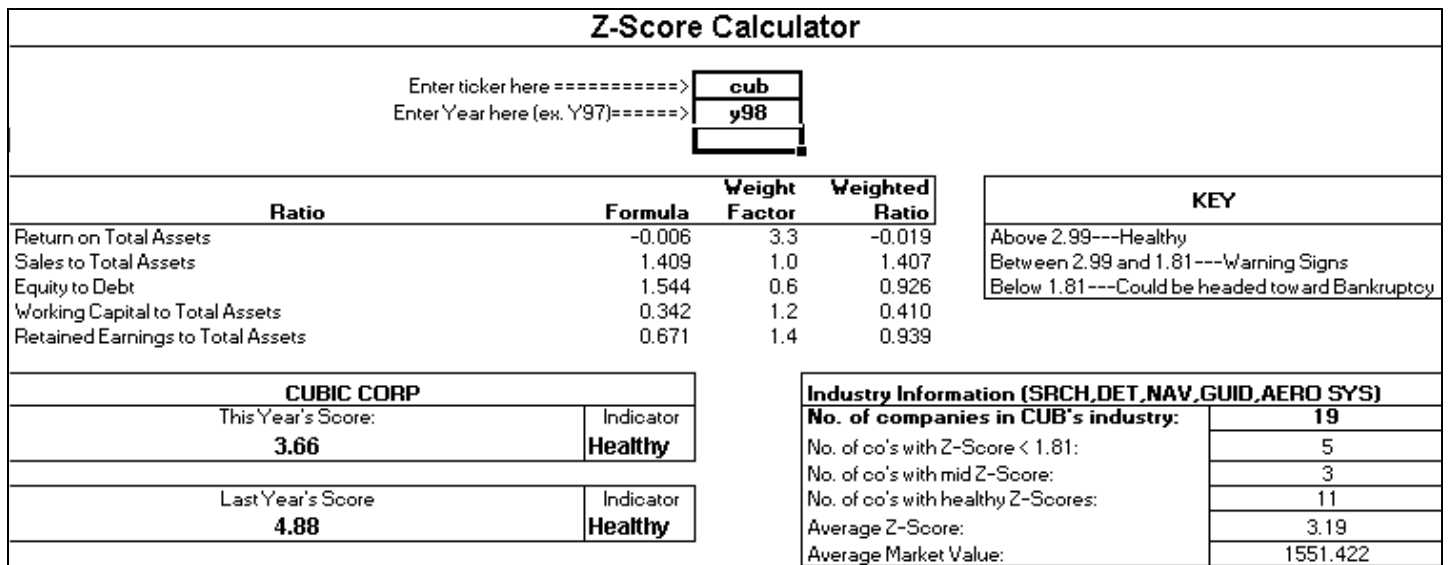 Z-Score Calculator
Enter ticker here ===========> cub
Enter Year here (ex. Y97)======> y98
Ratio Formula Weight Factor Weighted Ratio
Return on Total Assets -0.006 3.3 -0.019
Sales to Total Assets 1.409 1.0 1.407
Equity to Debt 1.544 0.6 0.926
Working Capital to Total Assets 0.342 1.2 0.410
Retained Earnings to Total Assets 0.671 1.4 0.939
KEY
Above 2.99---Healthy
Between 2.99 and 1.81---Warning Signs
Below 1.81---Could be headed toward Bankruptcy
CUBIC CORP
This Year's Score: Indicator
3.66 Healthy
Last Year's Score Indicator
4.88 Healthy
Industry Information (SRCH,DET,NAV,GUID,AERO SYS)
No. of companies in CUB's industry: 19
No. of co's with Z-Score < 1.81: 5
No. of co's with mid Z-Score: 3
No. of co's with healthy Z-Scores: 11
Average Z-Score: 3.19
Average Market Value: 1551.422